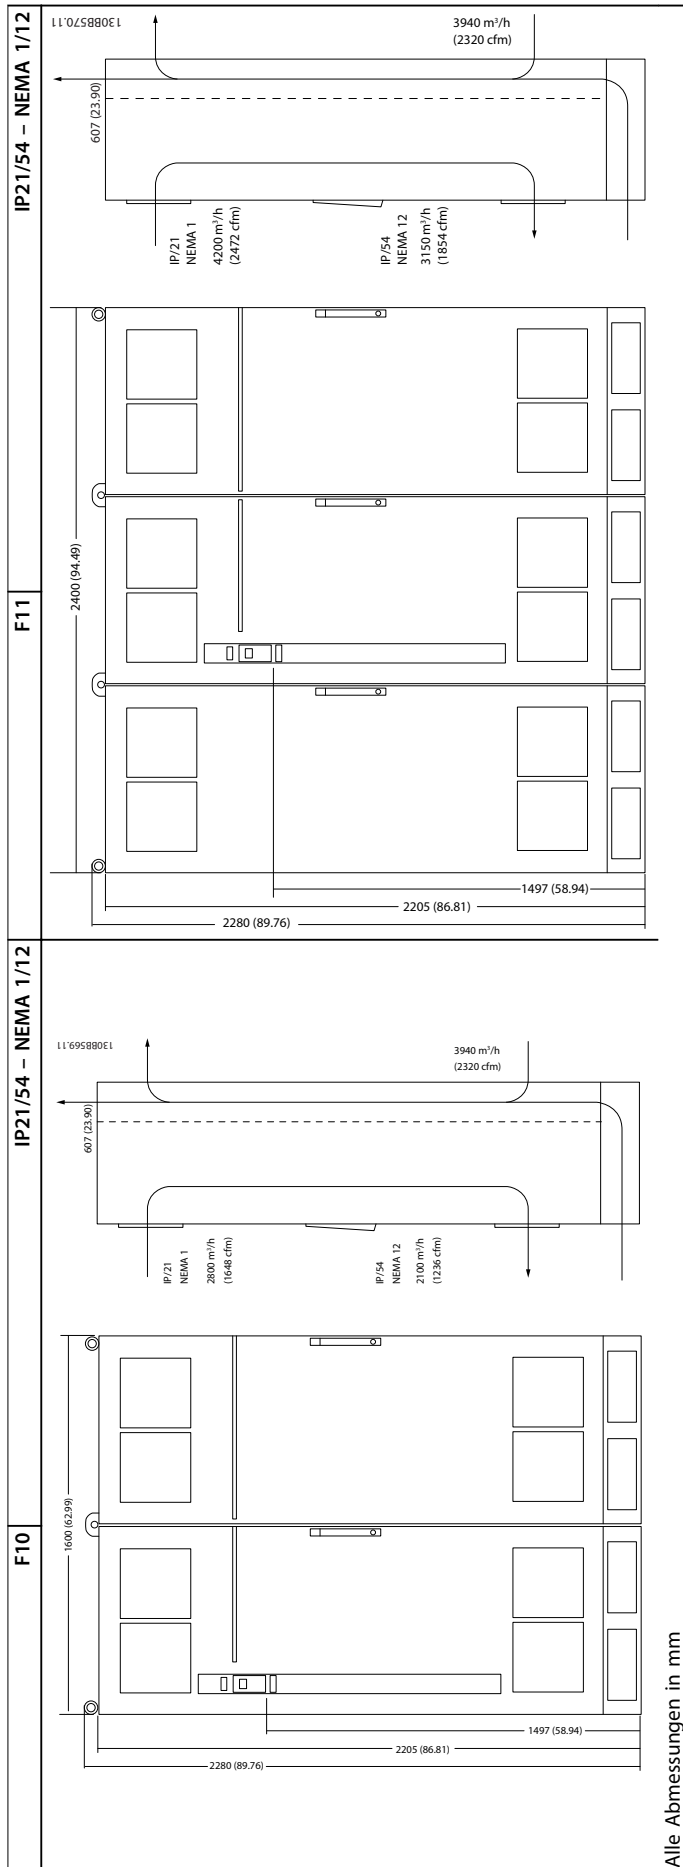 F10
IP21/54 – NEMA 1/12
130BB569.11
3940 m³/h
(2320 cfm)
607 (23.90)
IP/21
NEMA 1
2800 m³/h
(1648 cfm)
IP/54
NEMA 12
2100 m³/h
(1236 cfm)
1600 (62.99)
1497 (58.94)
2205 (86.81)
2280 (89.76)
F11
IP21/54 – NEMA 1/12
130BB570.11
3940 m³/h
(2320 cfm)
607 (23.90)
IP/21
NEMA 1
4200 m³/h
(2472 cfm)
IP/54
NEMA 12
3150 m³/h
(1854 cfm)
2400 (94.49)
1497 (58.94)
2205 (86.81)
2280 (89.76)
Alle Abmessungen in mm